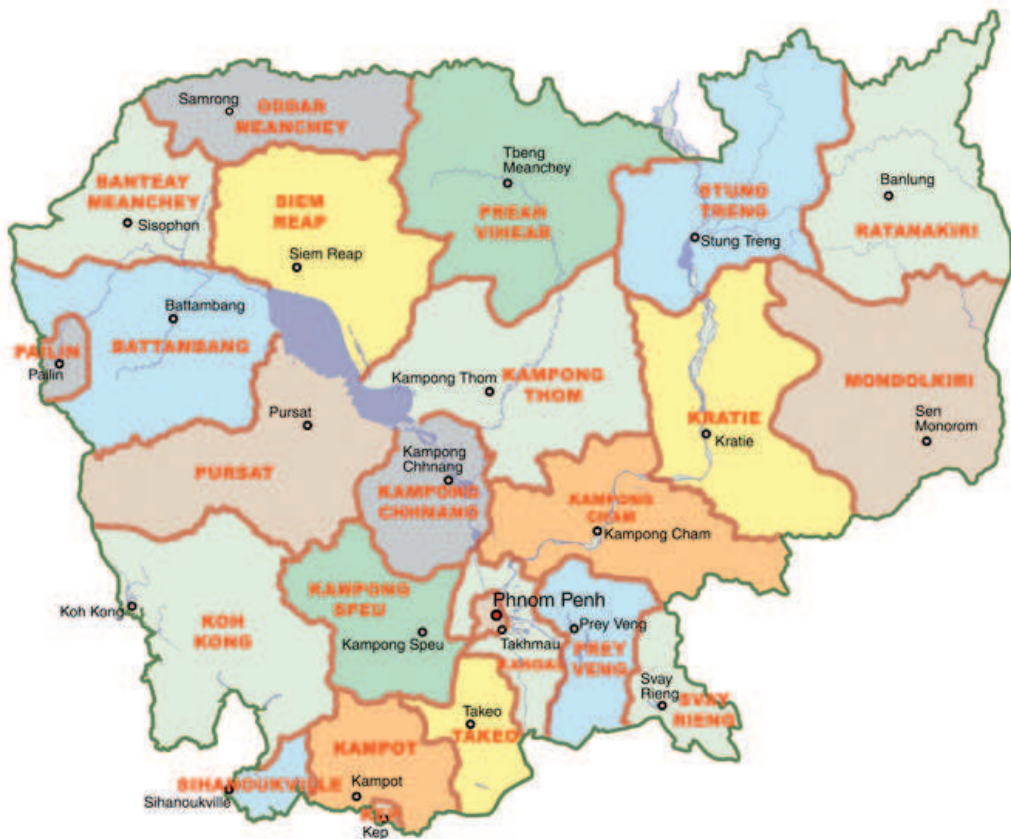 Samrong
ODDAR
MEANCHEY
Tbeng
Meanchey
PREAH
VIHEAR
STUNG
TRENG
Stung Treng
Banlung
RATANAKIRI
BANTEAY
MEANCHEY
Sisophon
SIEM
REAP
Siem Reap
Battambang
BATTANBANG
PAILIN
Pailin
Kampong Thom
KAMPONG
THOM
KRATIE
Kratie
MONDOLKIRI
Sen
Monorom
Pursat
PURSAT
Kampong
Chhnang
KAMPONG
CHHNANG
KAMPONG
CHAM
Kampong Cham
Koh Kong
KOH
KONG
KAMPONG
SPEU
Kampong Speu
Phnom Penh
Takhmau
KANDAL
Prey Veng
PREY
VENG
Svay
Rieng
SVAY
RIENG
Takeo
TAKEO
KAMPOT
Kampot
SIHANOUKVILLE
Sihanoukville
KEP
Kep